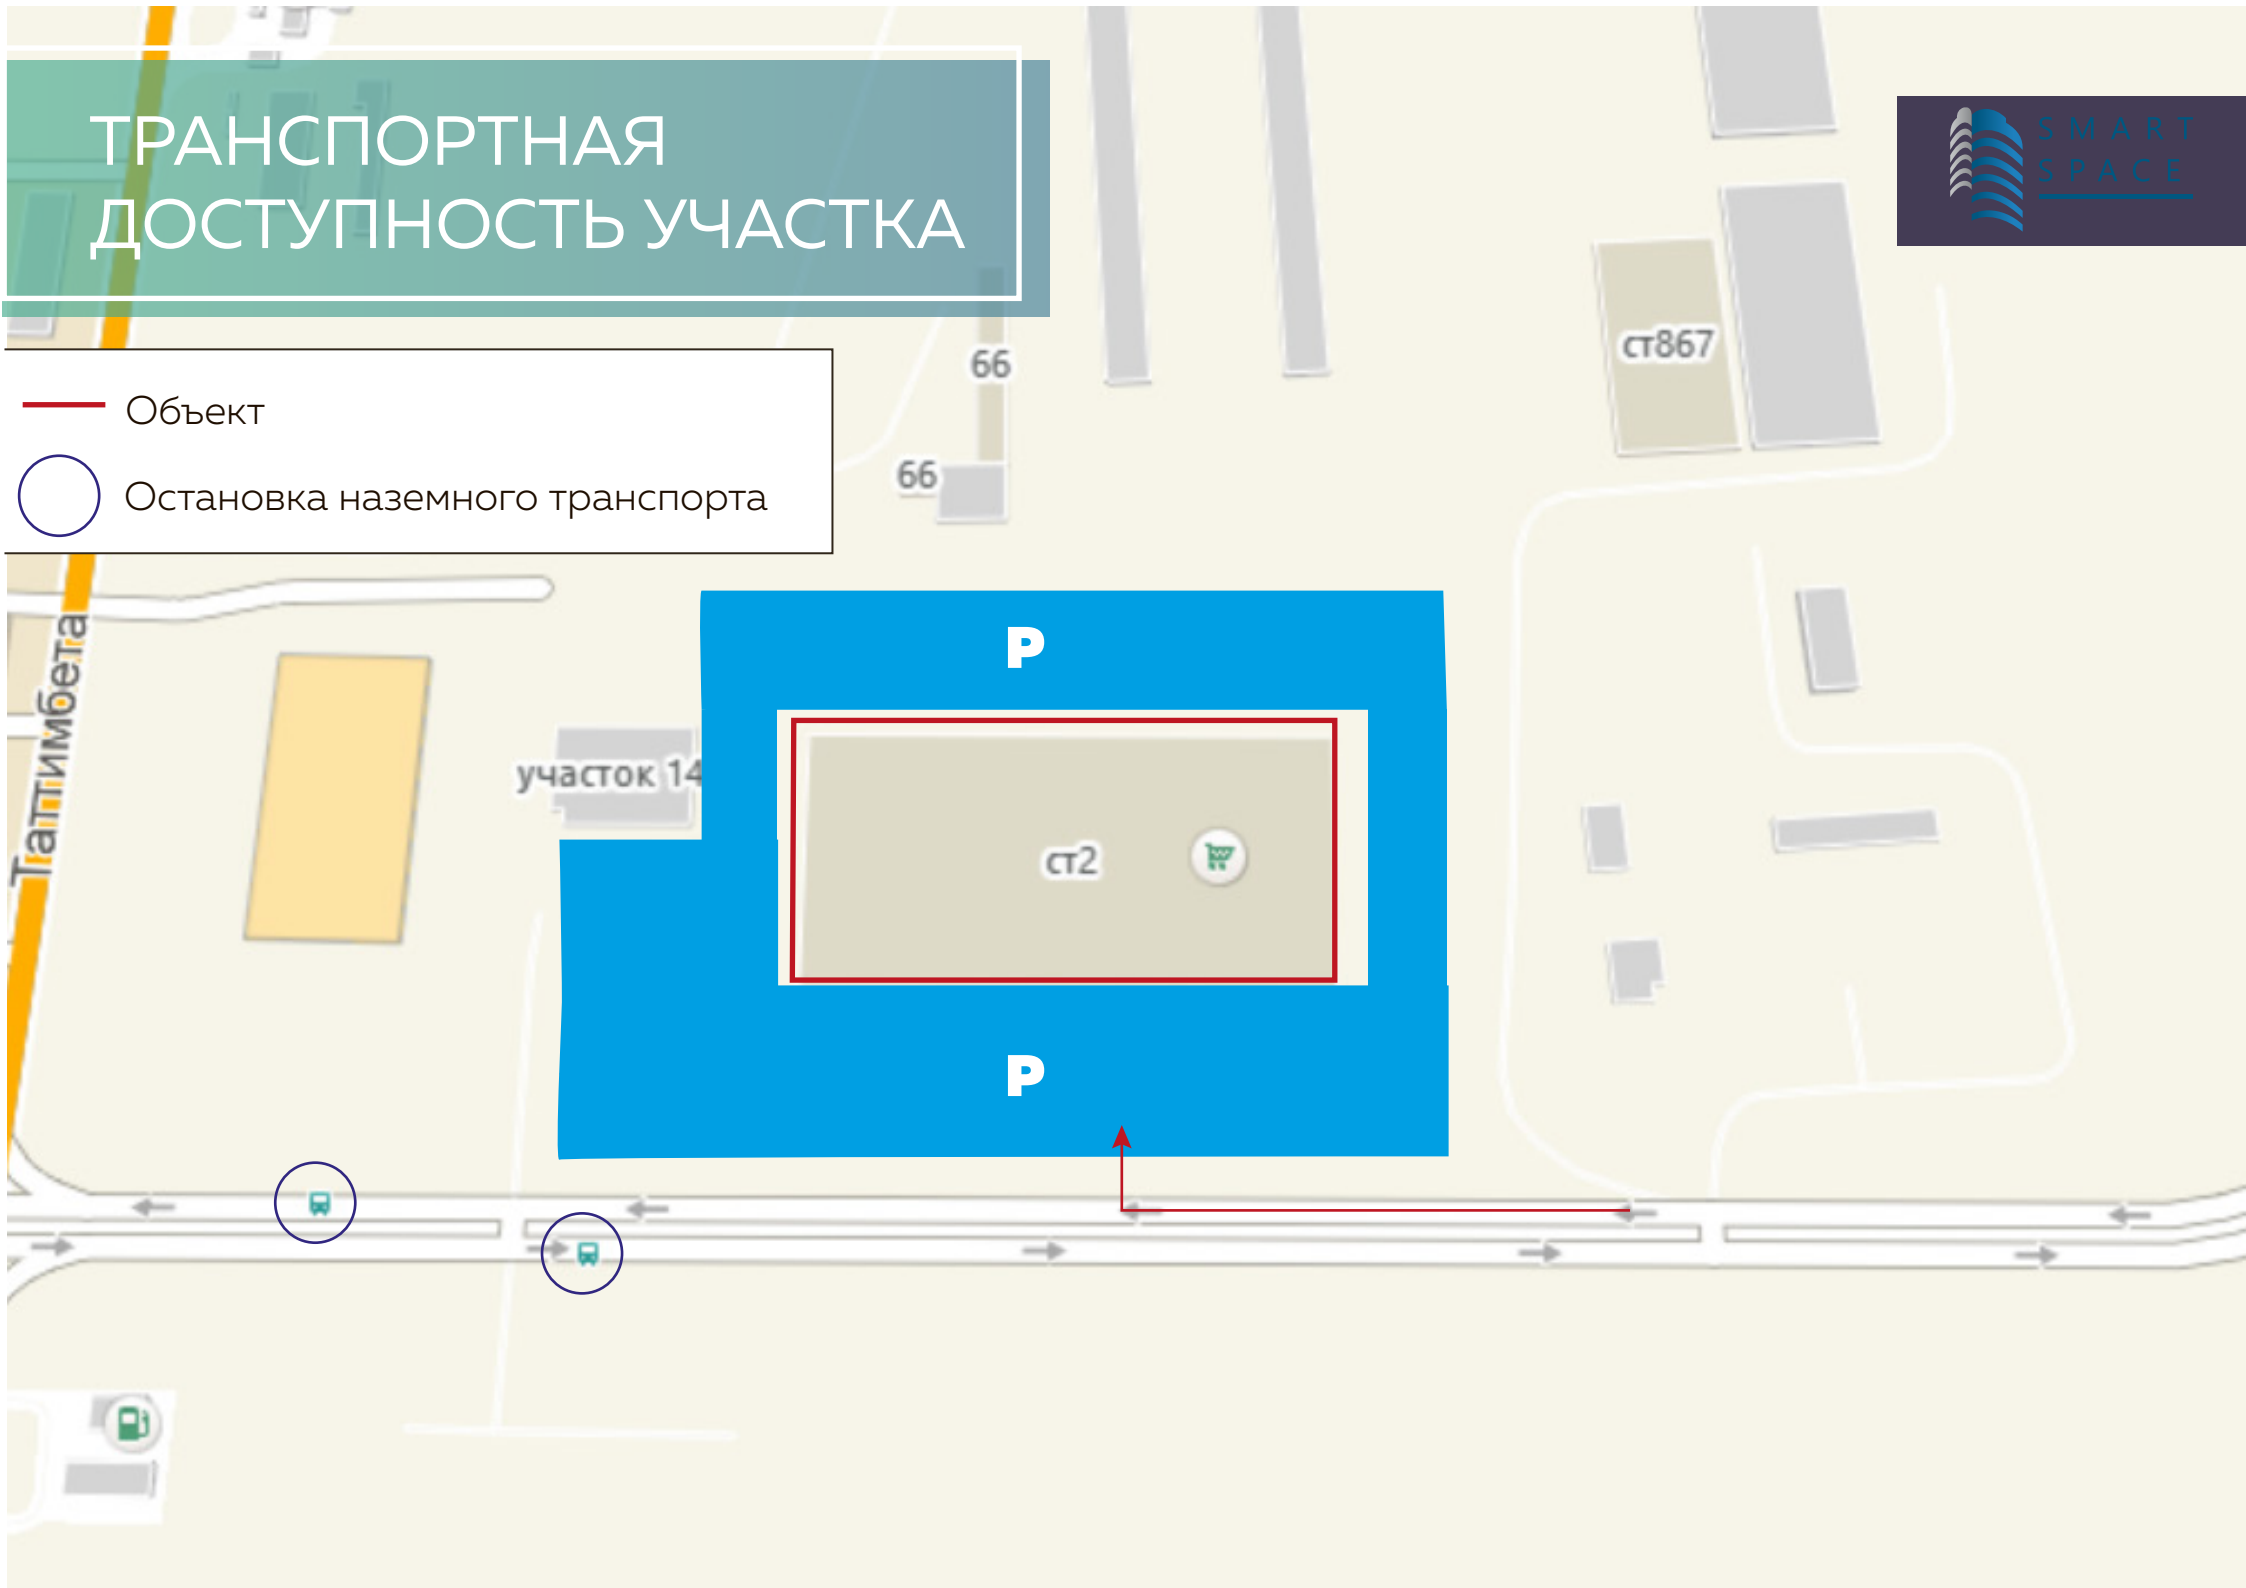 ТРАНСПОРТНАЯ
ДОСТУПНОСТЬ УЧАСТКА
SMART
SPACE
Объект
Остановка наземного транспорта
66
66
ст867
Таттимбета
участок 14
P
ст2
P